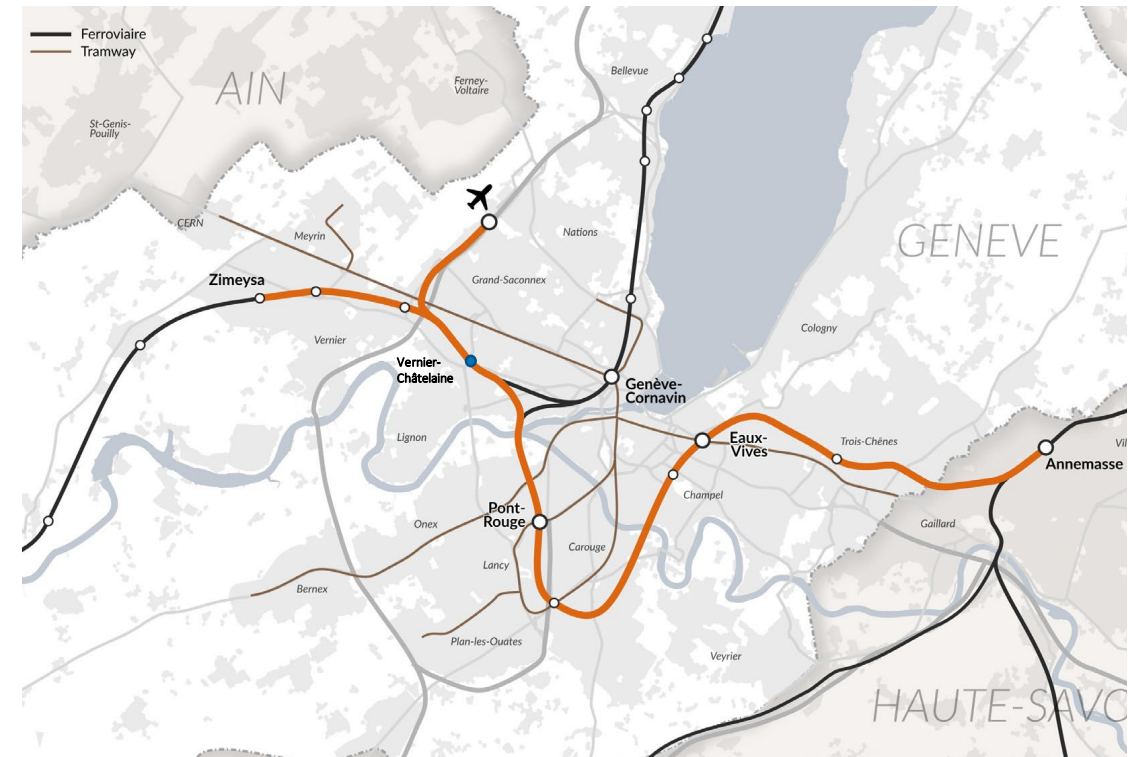 Ferroviaire
Tramway
AIN
Ferney-
Voltaire
Bellevue
St-Genis-
Pouilly
CERN
Meyrin
Nations
GENEVE
Zimeysa
Grand-Saconnex
Vernier
Cologny
Vernier-
Châtelaine
Genève-
Cornavin
Lignon
Eaux-
Vives
Trois-Chênes
Annemasse
Champel
Pont-
Rouge
Onex
Gaillard
Carouge
Lancy
Bernex
Plan-les-Ouates
Veyrier
HAUTE-SAVO